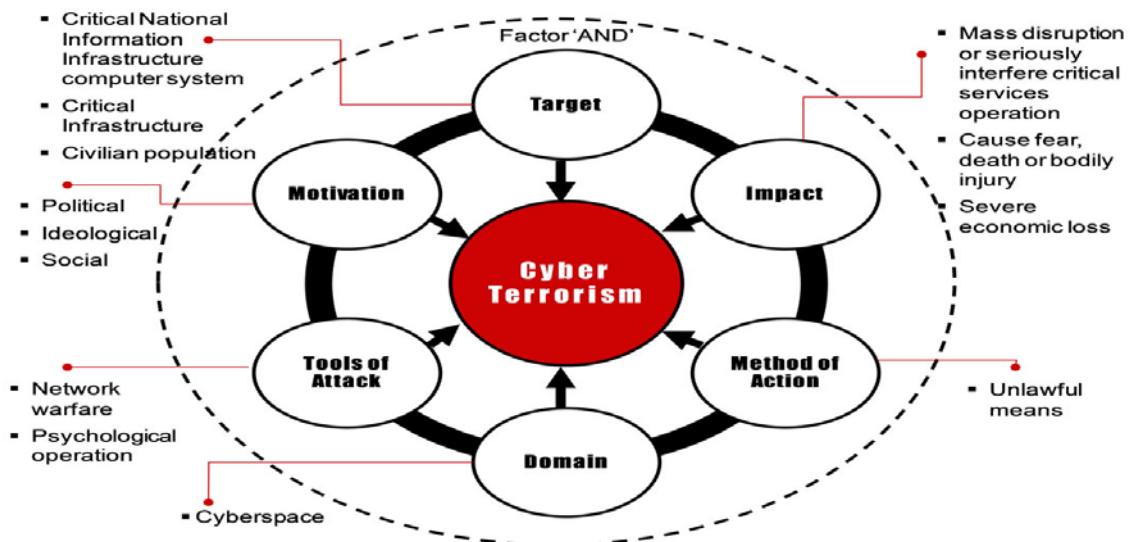 ▪ Critical National
Information
Infrastructure
computer system
▪ Critical
Infrastructure
▪ Civilian population
Factor 'AND'
▪ Mass disruption
or seriously
interfere critical
services
operation
▪ Cause fear,
death or bodily
injury
▪ Severe
economic loss
Target
Motivation
Impact
▪ Political
▪ Ideological
▪ Social
Cyber
Terrorism
Tools of
Attack
Method of
Action
▪ Network
warfare
▪ Psychological
operation
▪ Unlawful
means
Domain
▪ Cyberspace